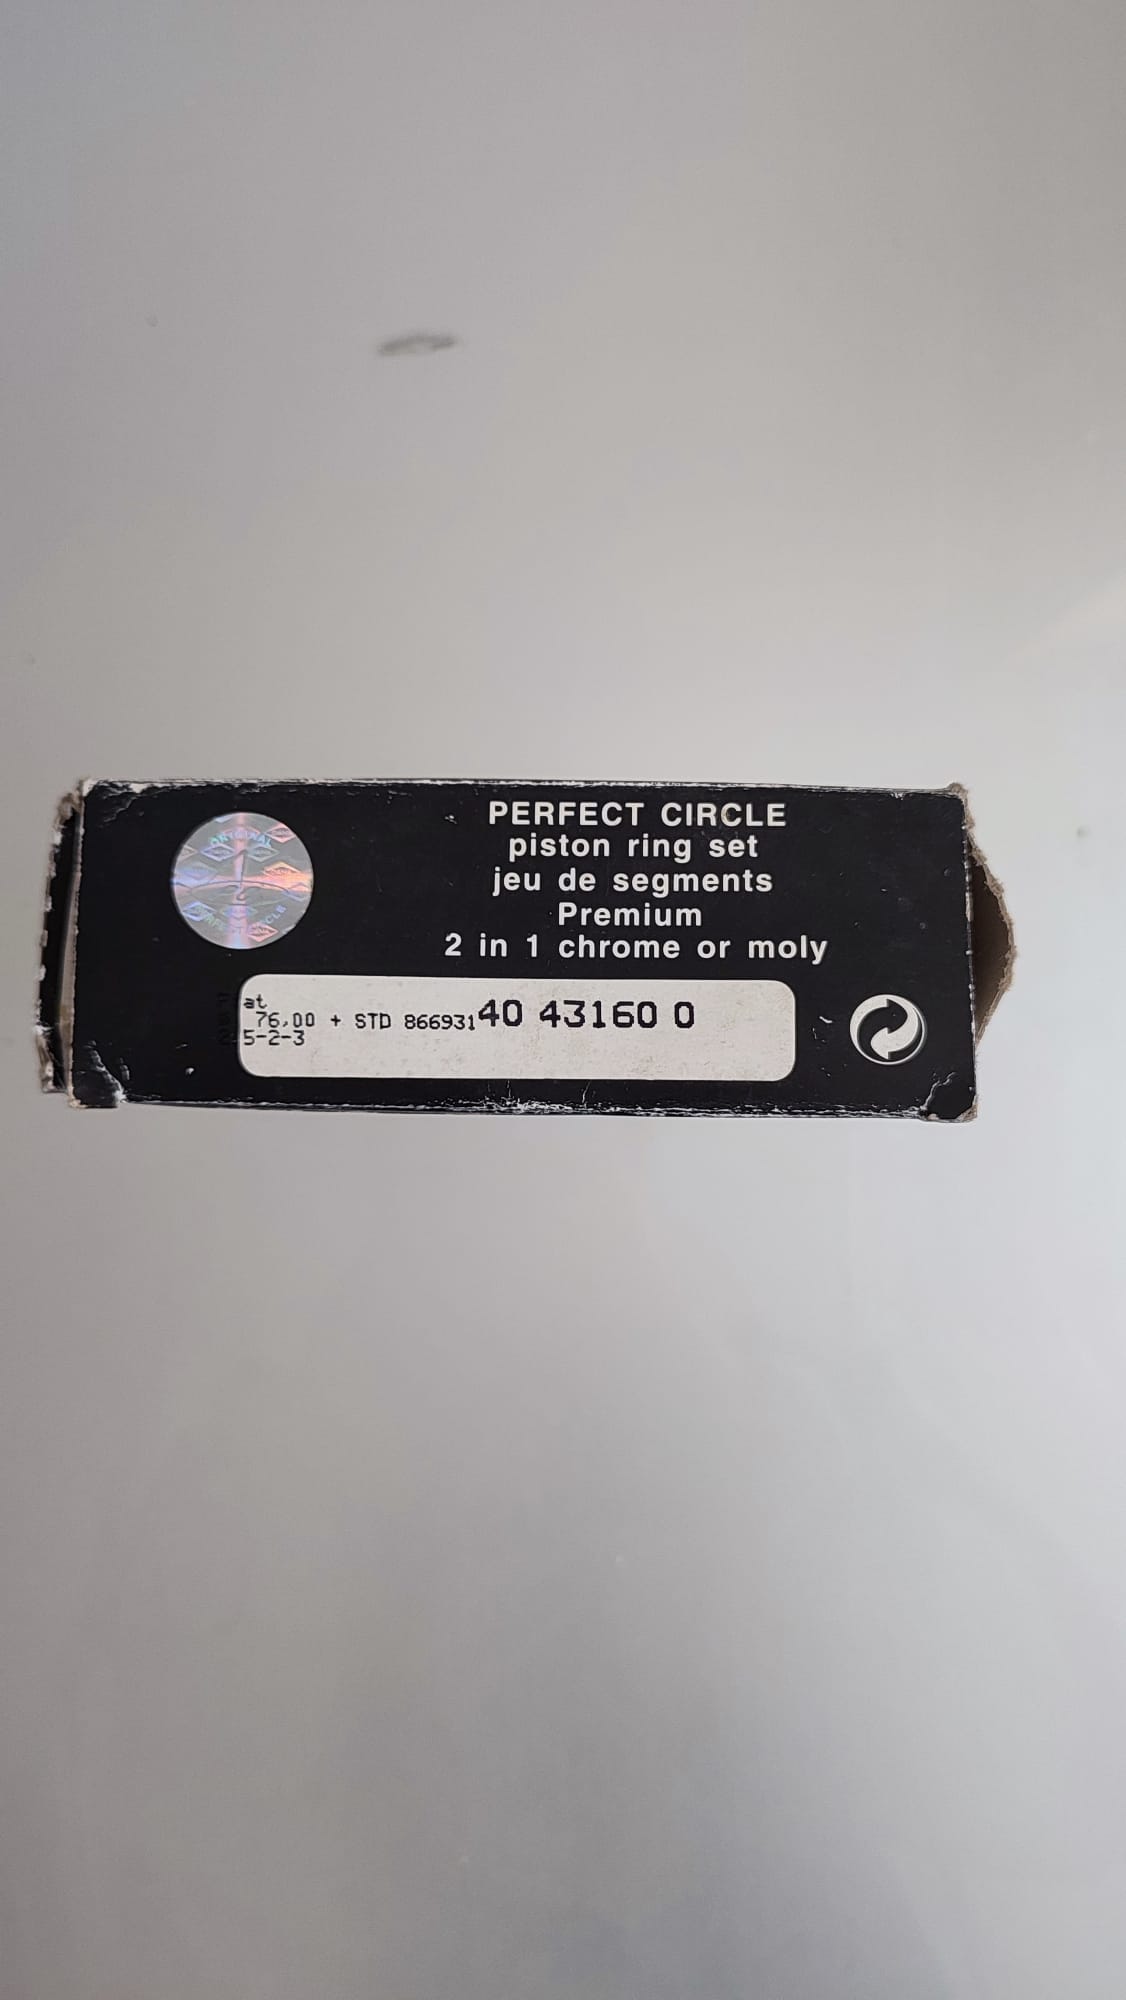 PERFECT CIRCLE
piston ring set
jeu de segments
Premium
2 in 1 chrome or moly
ORIGINAL
at
76,00 + STD 866931 40 43160 0
5-2-3